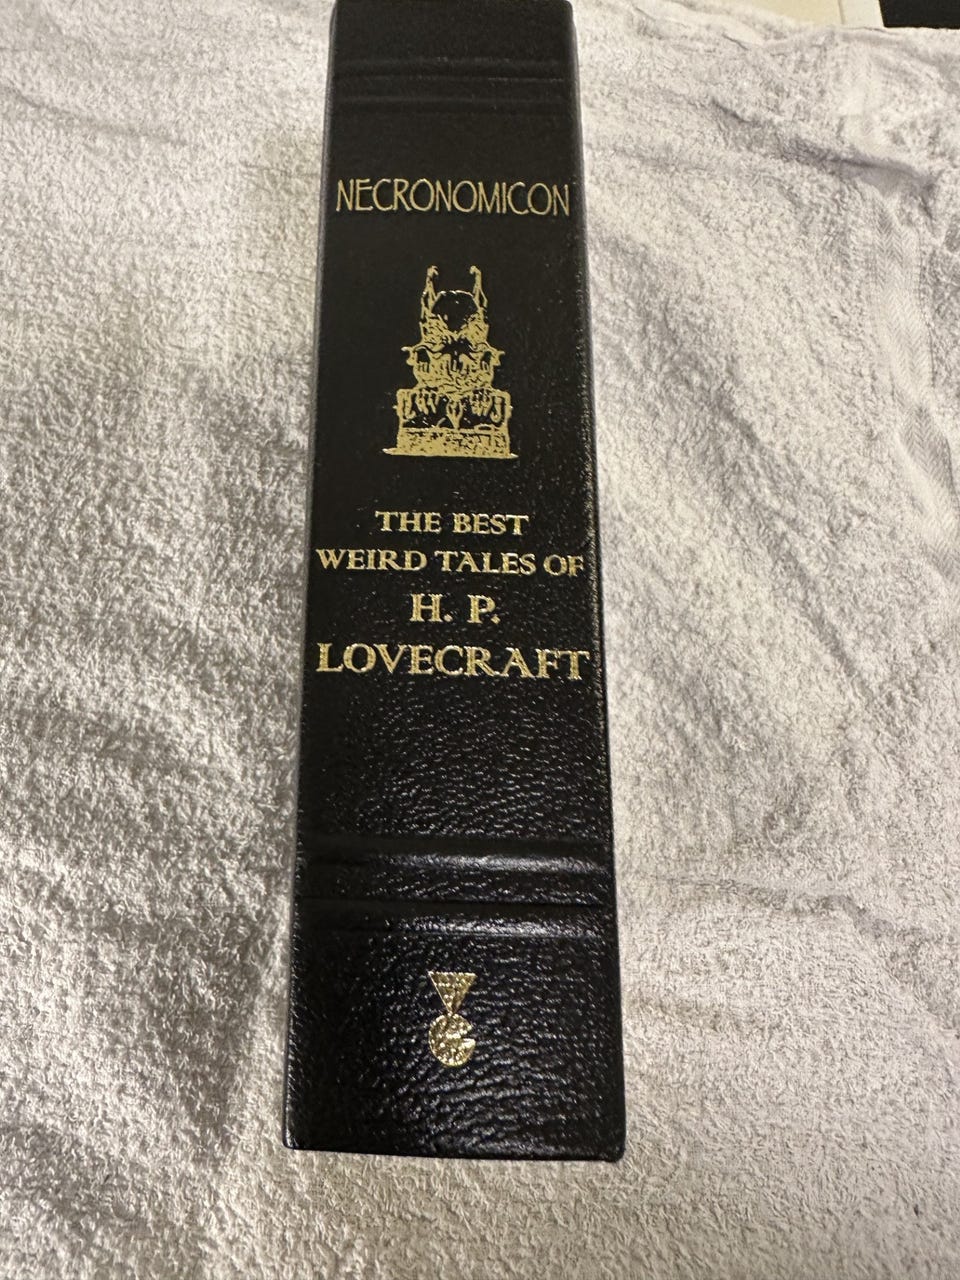 NECRONOMICON
THE BEST
WEIRD TALES OF
H. P.
LOVECRAFT